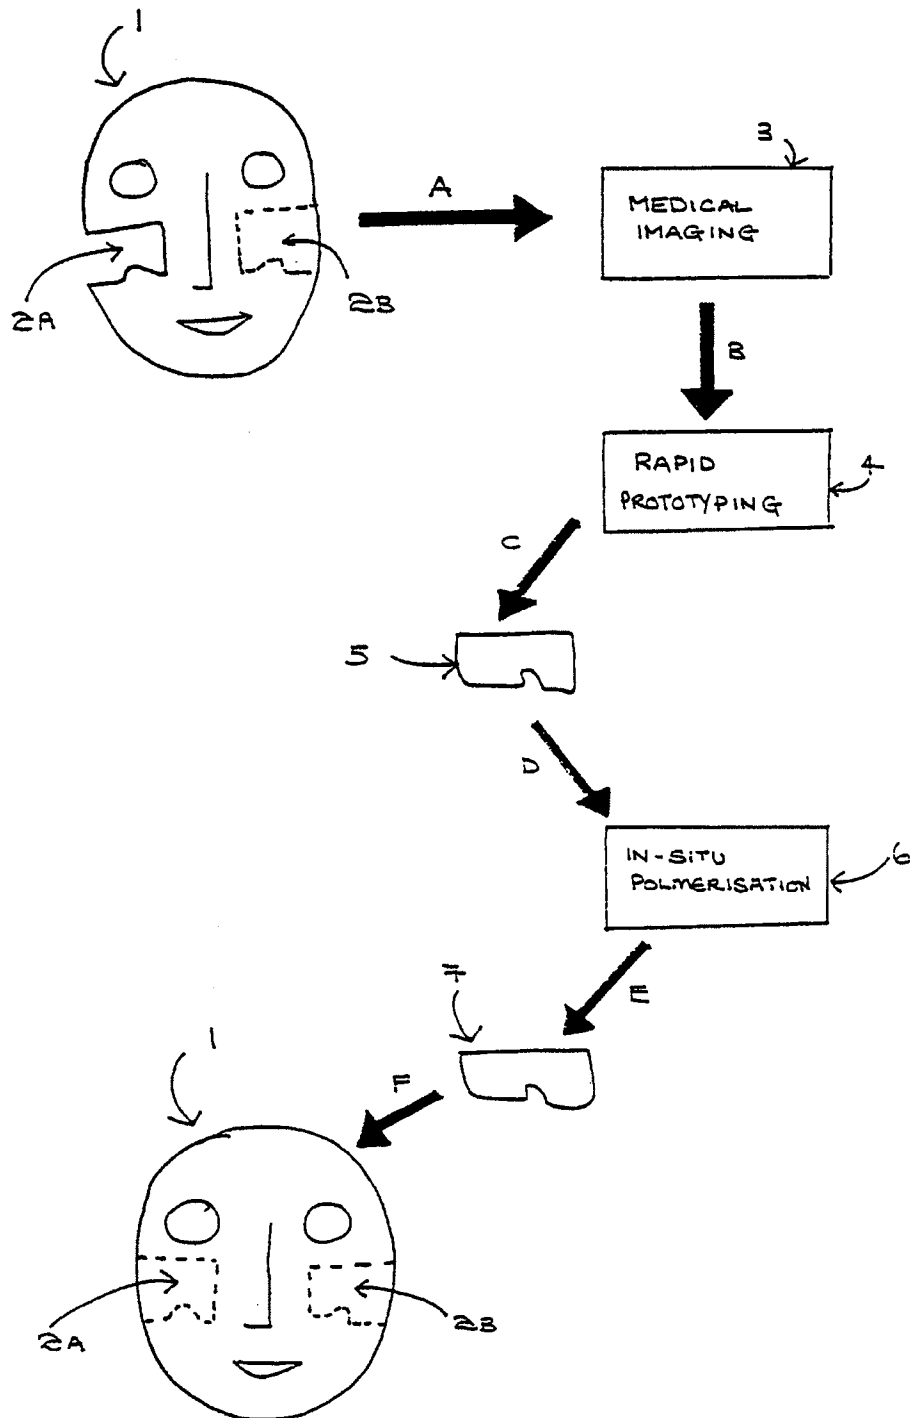 1
A
3
MEDICAL
IMAGING
2A
2B
B
RAPID
PROTOTYPING
4
C
5
D
IN-SITU
POLMERISATION
6
7
E
1
F
2A
2B